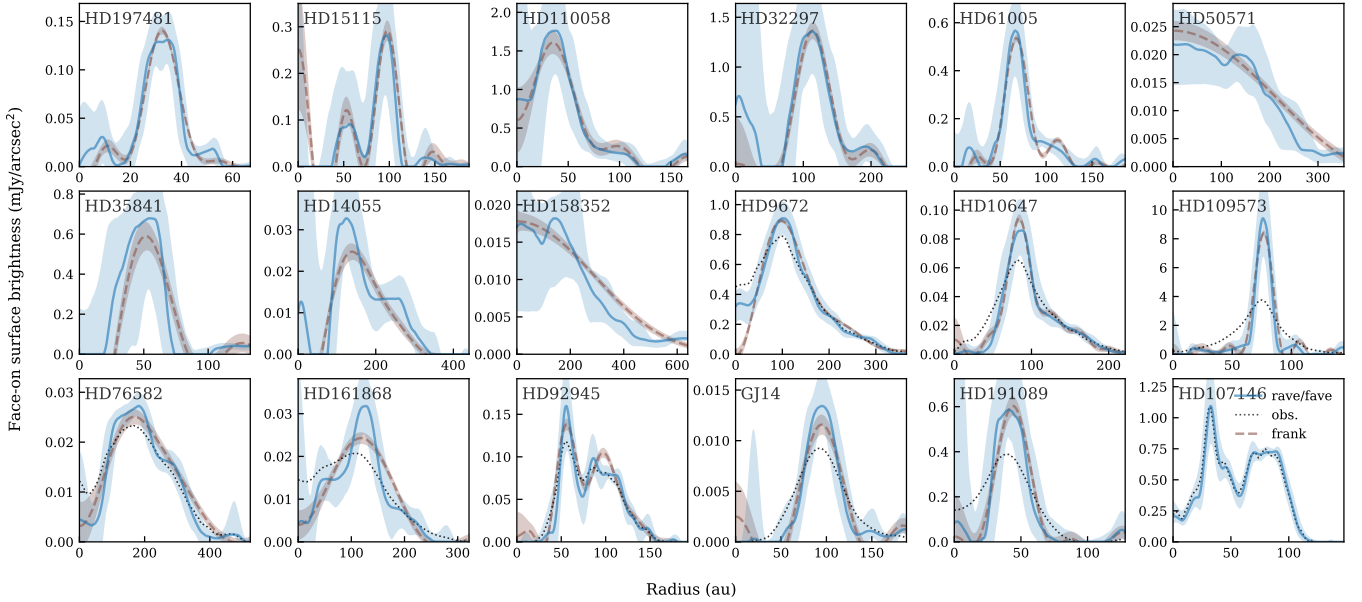 Face-on surface brightness (mJy/arcsec²)
HD197481
0.15
0.10
0.05
0.00
0 20 40 60
HD15115
0.3
0.2
0.1
0.0
0 50 100 150
HD110058
2.0
1.5
1.0
0.5
0.0
0 50 100 150
HD32297
1.5
1.0
0.5
0.0
0 100 200
HD61005
0.6
0.4
0.2
0.0
0 50 100 150
HD50571
0.025
0.020
0.015
0.010
0.005
0.000
0 100 200 300
HD35841
0.8
0.6
0.4
0.2
0.0
0 50 100
HD14055
0.03
0.02
0.01
0.00
0 200 400
HD158352
0.020
0.015
0.010
0.005
0.000
0 200 400 600
HD9672
1.0
0.8
0.6
0.4
0.2
0.0
0 100 200 300
HD10647
0.10
0.08
0.06
0.04
0.02
0.00
0 100 200
HD109573
10
8
6
4
2
0
0 50 100
HD76582
0.03
0.02
0.01
0.00
0 200 400
HD161868
0.03
0.02
0.01
0.00
0 100 200 300
HD92945
0.15
0.10
0.05
0.00
0 50 100 150
GJ14
0.015
0.010
0.005
0.000
0 50 100 150
HD191089
0.6
0.4
0.2
0.0
0 50 100
HD107146
rave/fave
obs.
frank
1.25
1.00
0.75
0.50
0.25
0.00
0 50 100
Radius (au)